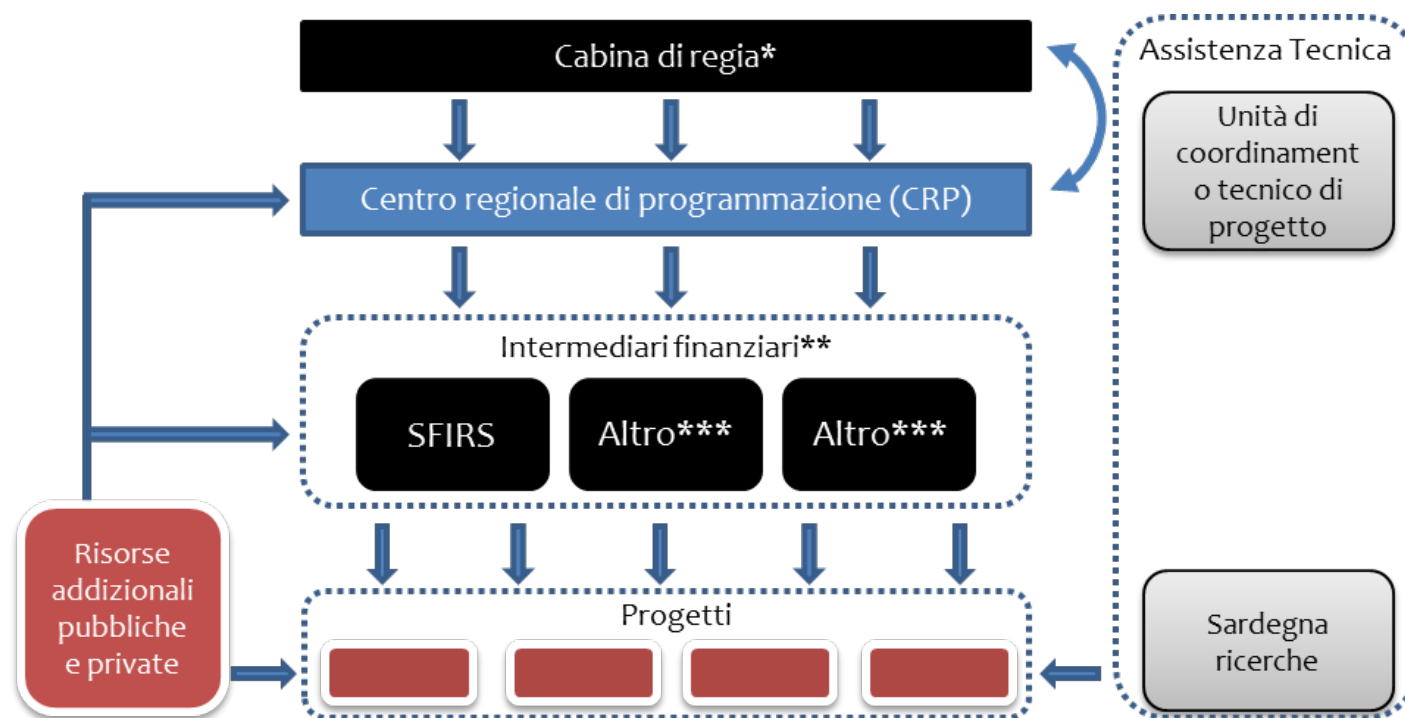 Cabina di regia*
Assistenza Tecnica
Unità di
coordinament
o tecnico di
progetto
Centro regionale di programmazione (CRP)
Intermediari finanziari**
SFIRS
Altro***
Altro***
Risorse
addizionali
pubbliche
e private
Progetti
Sardegna
ricerche